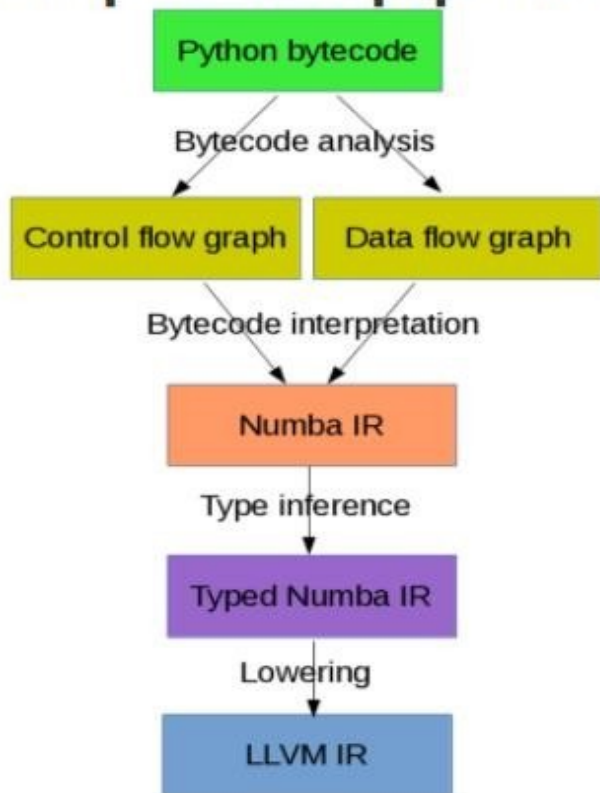 Python bytecode
Bytecode analysis
Control flow graph
Data flow graph
Bytecode interpretation
Numba IR
Type inference
Typed Numba IR
Lowering
LLVM IR